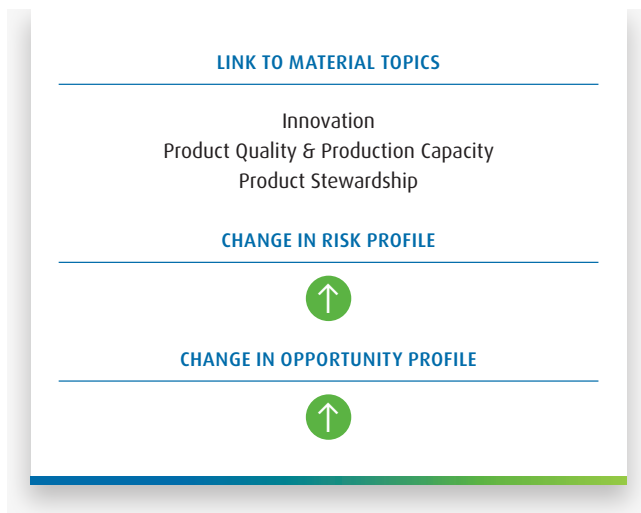 LINK TO MATERIAL TOPICS
Innovation
Product Quality & Production Capacity
Product Stewardship
CHANGE IN RISK PROFILE
CHANGE IN OPPORTUNITY PROFILE